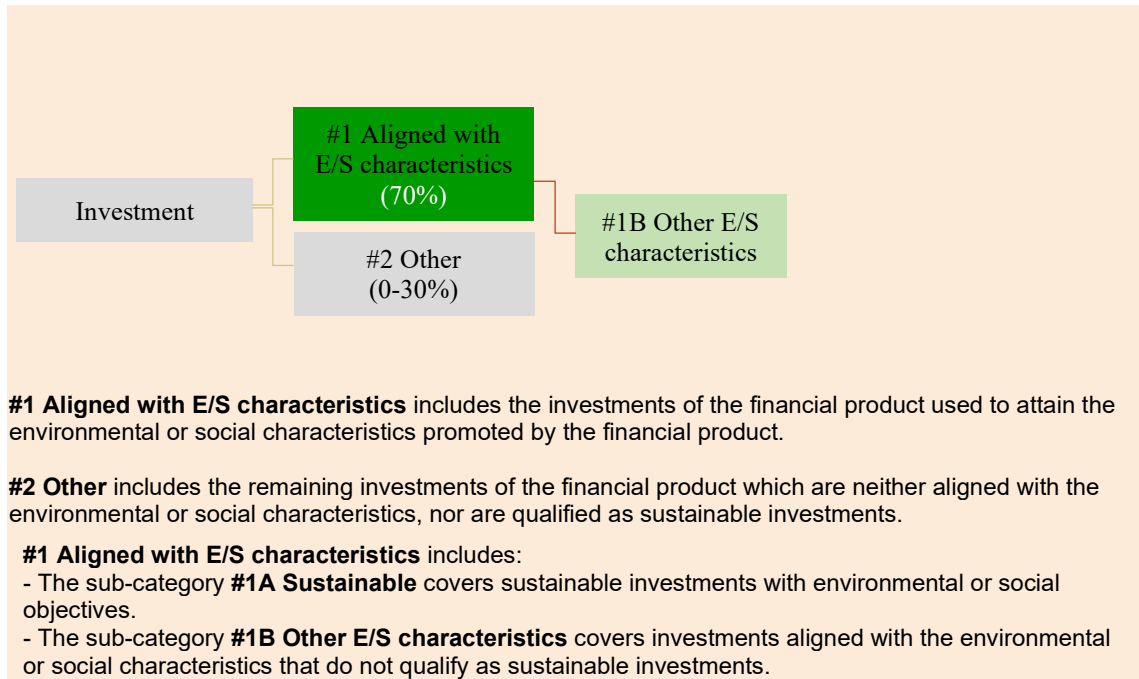 #1 Aligned with
E/S characteristics
(70%)
Investment
#1B Other E/S
characteristics
#2 Other
(0-30%)
#1 Aligned with E/S characteristics includes the investments of the financial product used to attain the
environmental or social characteristics promoted by the financial product.
#2 Other includes the remaining investments of the financial product which are neither aligned with the
environmental or social characteristics, nor are qualified as sustainable investments.
#1 Aligned with E/S characteristics includes:
- The sub-category #1A Sustainable covers sustainable investments with environmental or social
objectives.
- The sub-category #1B Other E/S characteristics covers investments aligned with the environmental
or social characteristics that do not qualify as sustainable investments.